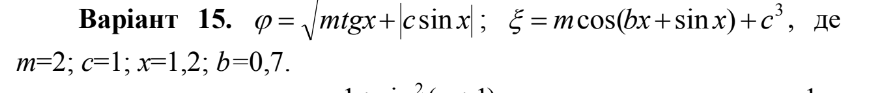 Варіант 15. φ = √mtgx + |c sin x| ; ξ = m cos(bx + sin x) + c³ , де
m=2; c=1; x=1,2; b=0,7.